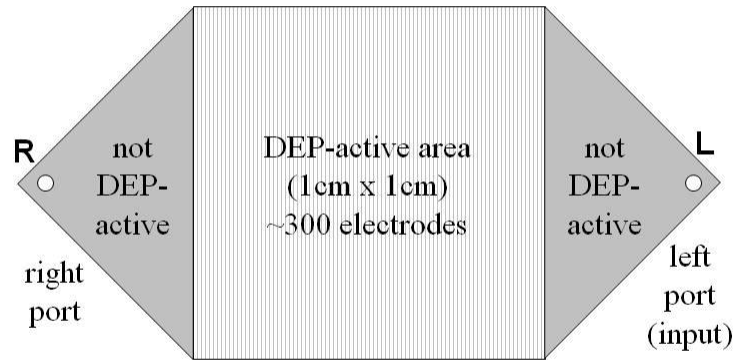 R
not
DEP-
active
right
port
DEP-active area
(1cm x 1cm)
~300 electrodes
not
DEP-
active
L
left
port
(input)